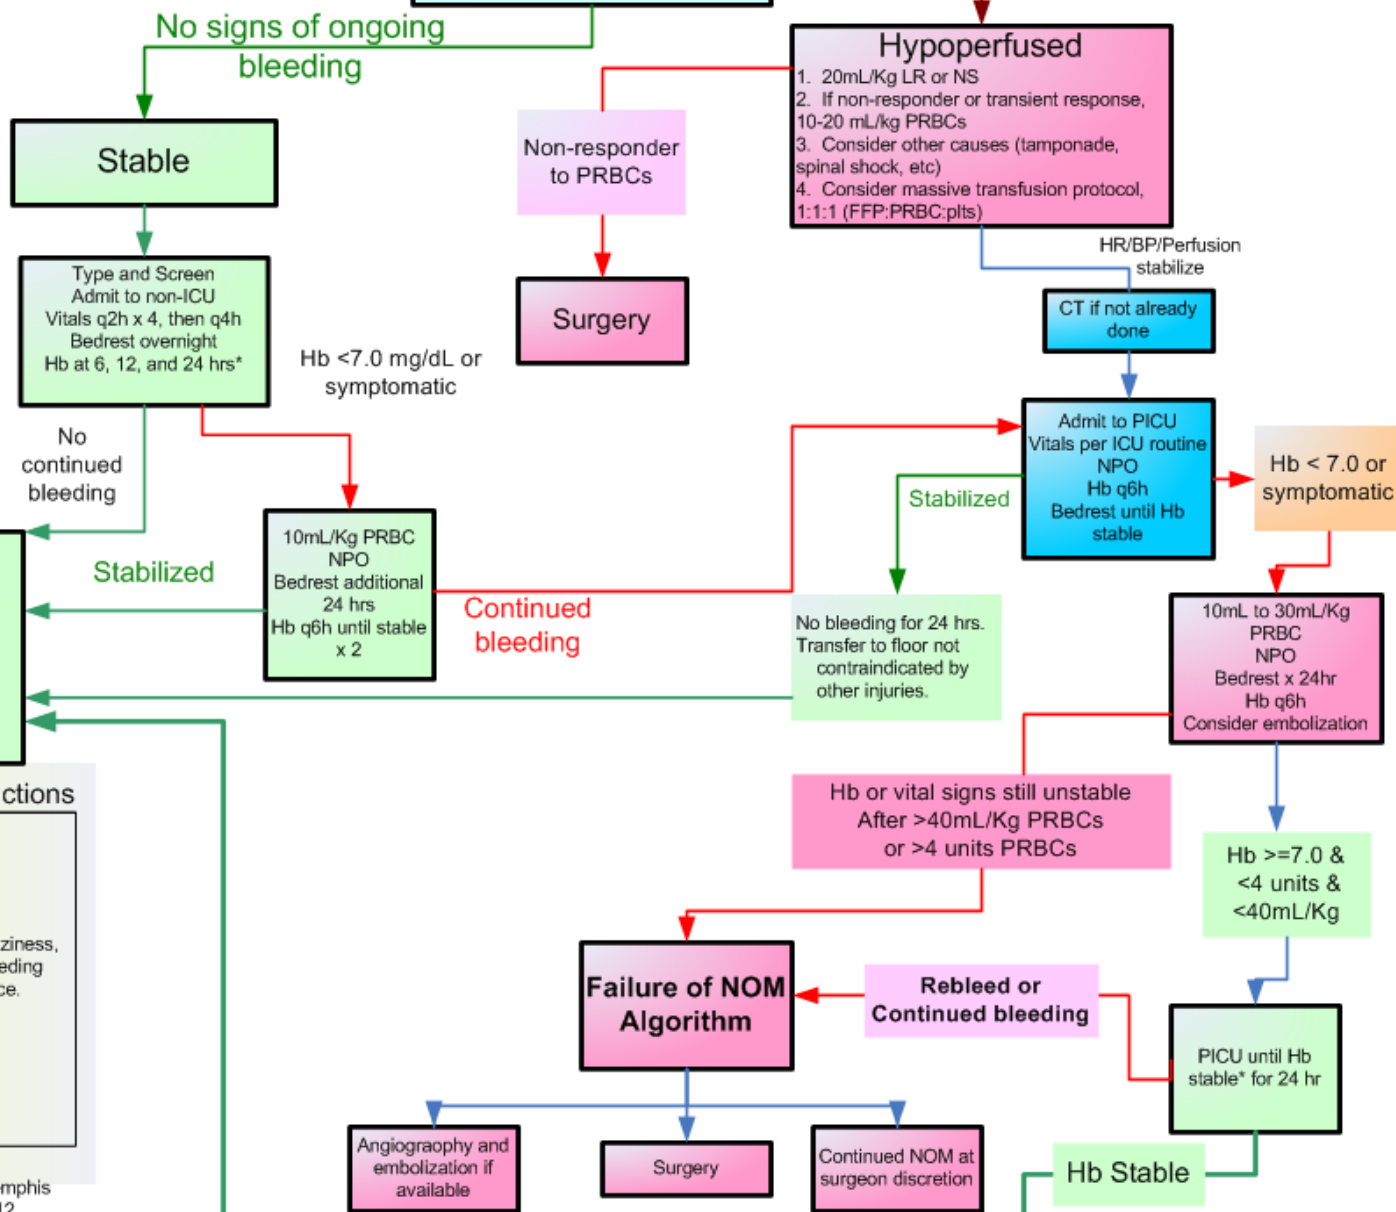 No signs of ongoing
bleeding
Hypoperfused
1.  20mL/Kg LR or NS
2.  If non-responder or transient response,
10-20 mL/kg PRBCs
3.  Consider other causes (tamponade,
spinal shock, etc)
4.  Consider massive transfusion protocol,
1:1:1 (FFP:PRBC:plts)
Stable
Non-responder
to PRBCs
Surgery
HR/BP/Perfusion
stabilize
CT if not already
done
Type and Screen
Admit to non-ICU
Vitals q2h x 4, then q4h
Bedrest overnight
Hb at 6, 12, and 24 hrs*
Hb <7.0 mg/dL or
symptomatic
No
continued
bleeding
Admit to PICU
Vitals per ICU routine
NPO
Hb q6h
Bedrest until Hb
stable
Hb < 7.0 or
symptomatic
Stabilized
10mL/Kg PRBC
NPO
Bedrest additional
24 hrs
Hb q6h until stable
x 2
Stabilized
Continued
bleeding
No bleeding for 24 hrs.
Transfer to floor not
contraindicated by
other injuries.
10mL to 30mL/Kg
PRBC
NPO
Bedrest x 24hr
Hb q6h
Consider embolization
Hb or vital signs still unstable
After >40mL/Kg PRBCs
or >4 units PRBCs
Hb >=7.0 &
<4 units &
<40mL/Kg
ctions
ziness,
eding
ce.
Failure of NOM
Algorithm
Rebleed or
Continued bleeding
PICU until Hb
stable* for 24 hr
Angiograophy and
embolization if
available
Surgery
Continued NOM at
surgeon discretion
Hb Stable
emphis
12